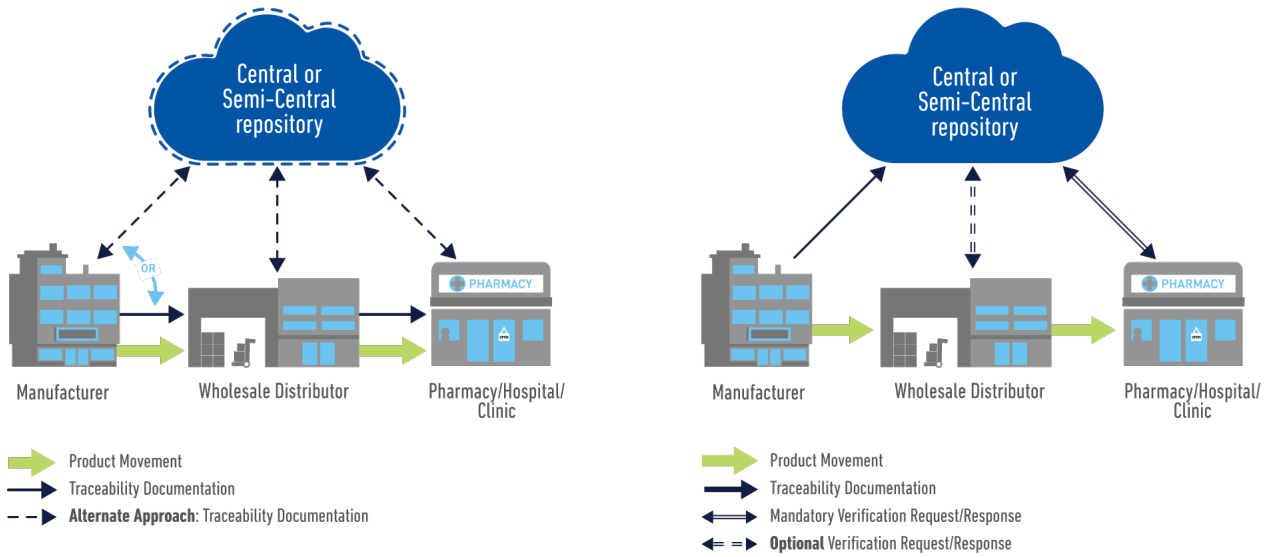 Central or
Semi-Central
repository
OR
PHARMACY
OPEN
Manufacturer
Wholesale Distributor
Pharmacy/Hospital/
Clinic
Product Movement
Traceability Documentation
Alternate Approach: Traceability Documentation
Central or
Semi-Central
repository
PHARMACY
OPEN
Manufacturer
Wholesale Distributor
Pharmacy/Hospital/
Clinic
Product Movement
Traceability Documentation
Mandatory Verification Request/Response
Optional Verification Request/Response